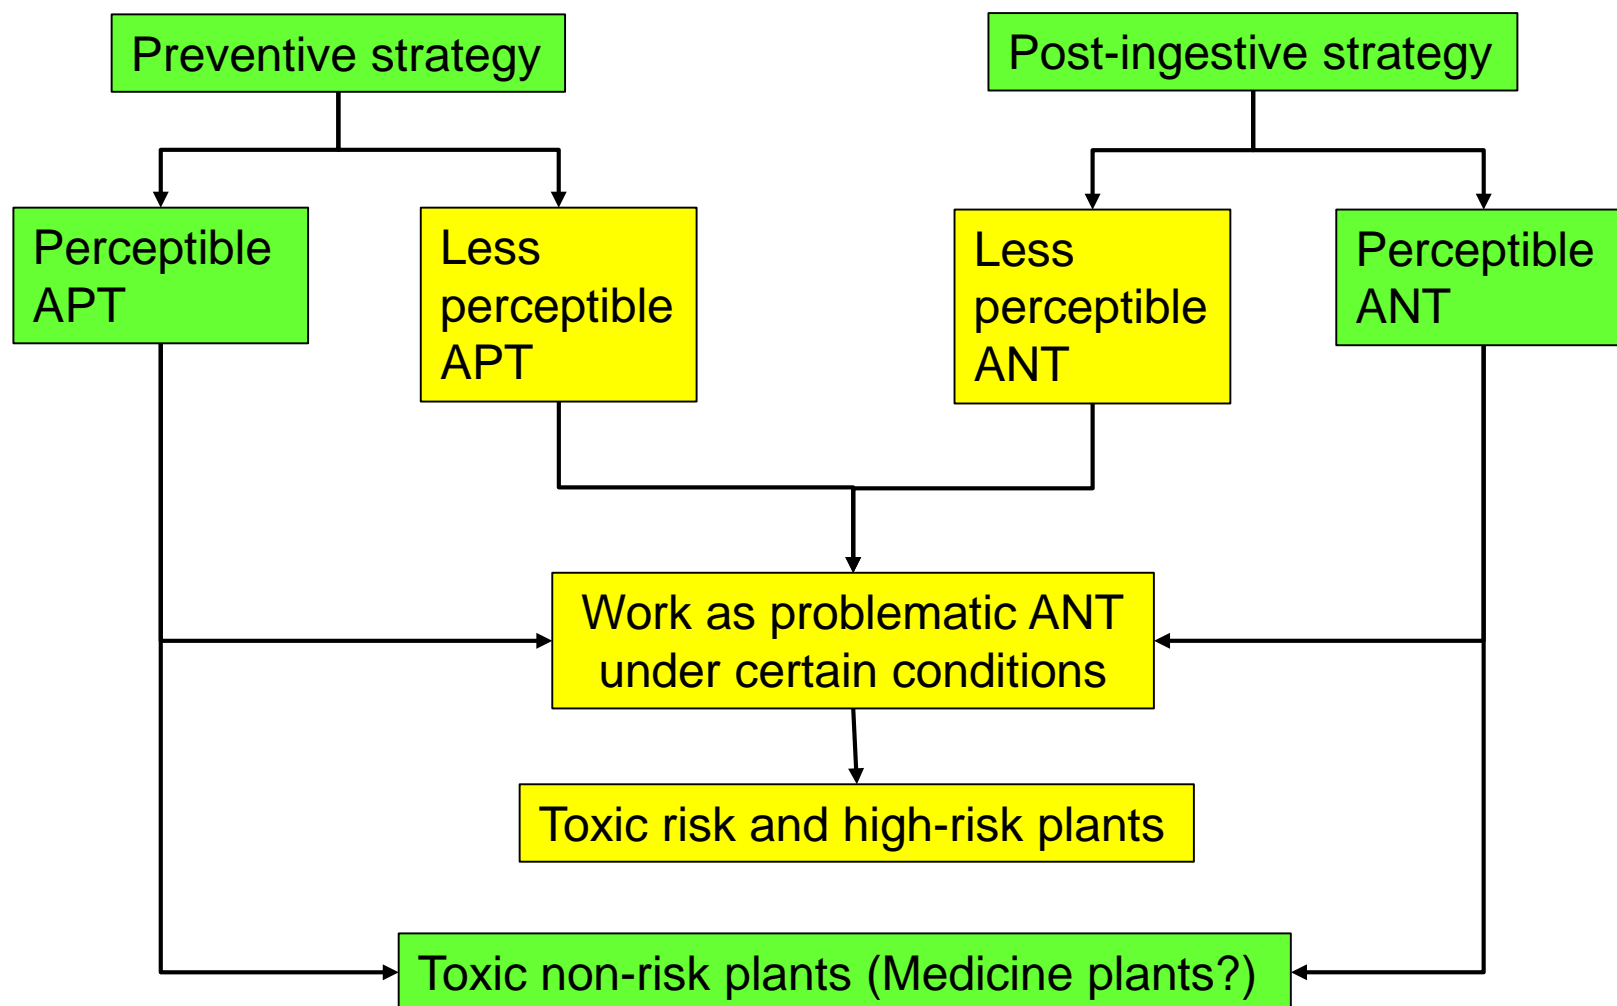 Preventive strategy
Post-ingestive strategy
Perceptible
APT
Less
perceptible
APT
Less
perceptible
ANT
Perceptible
ANT
Work as problematic ANT
under certain conditions
Toxic risk and high-risk plants
Toxic non-risk plants (Medicine plants?)